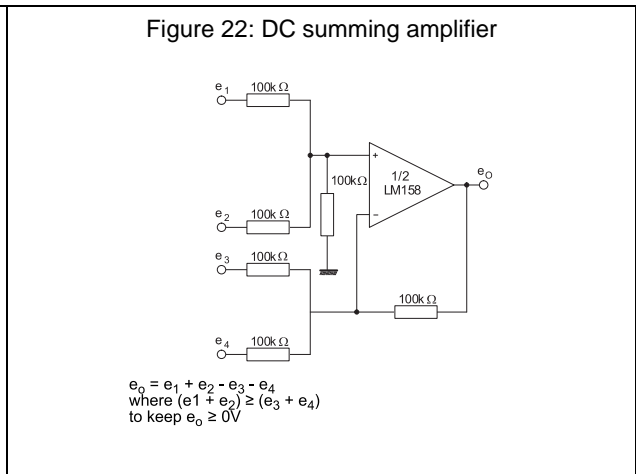 Figure 22: DC summing amplifier
e1
100kΩ
+
1/2
LM158
eO
100kΩ
e2
100kΩ
-
e3
100kΩ
100kΩ
e4
100kΩ
eo = e1 + e2 - e3 - e4
where (e1 + e2) ≥ (e3 + e4)
to keep eo ≥ 0V